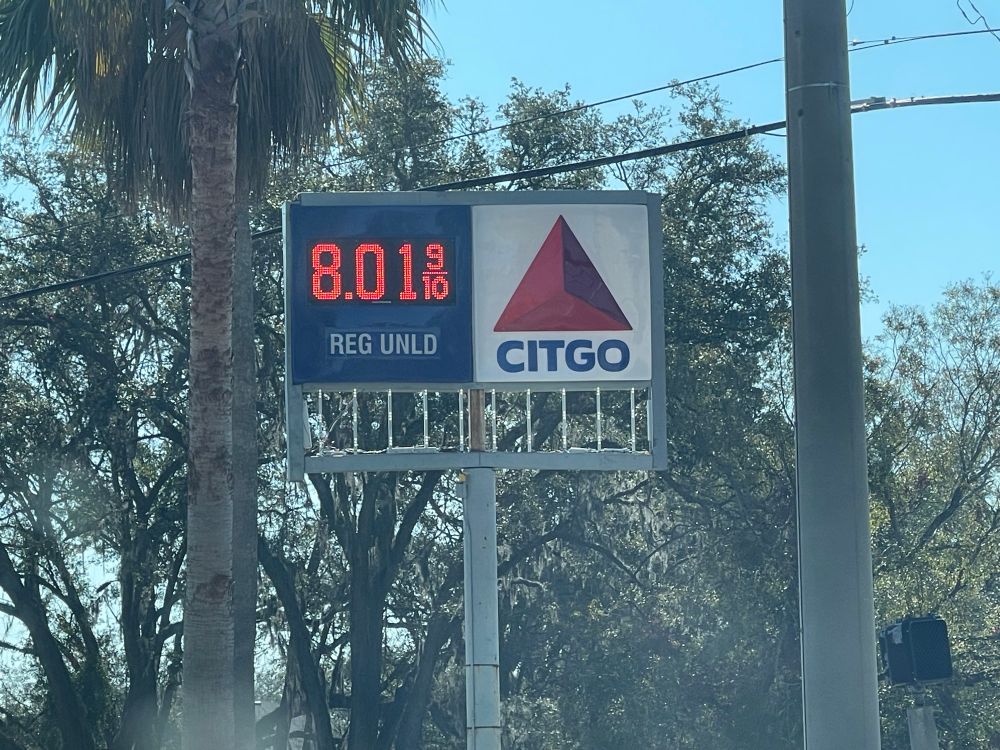 8.01 9/10
REG UNLD
CITGO